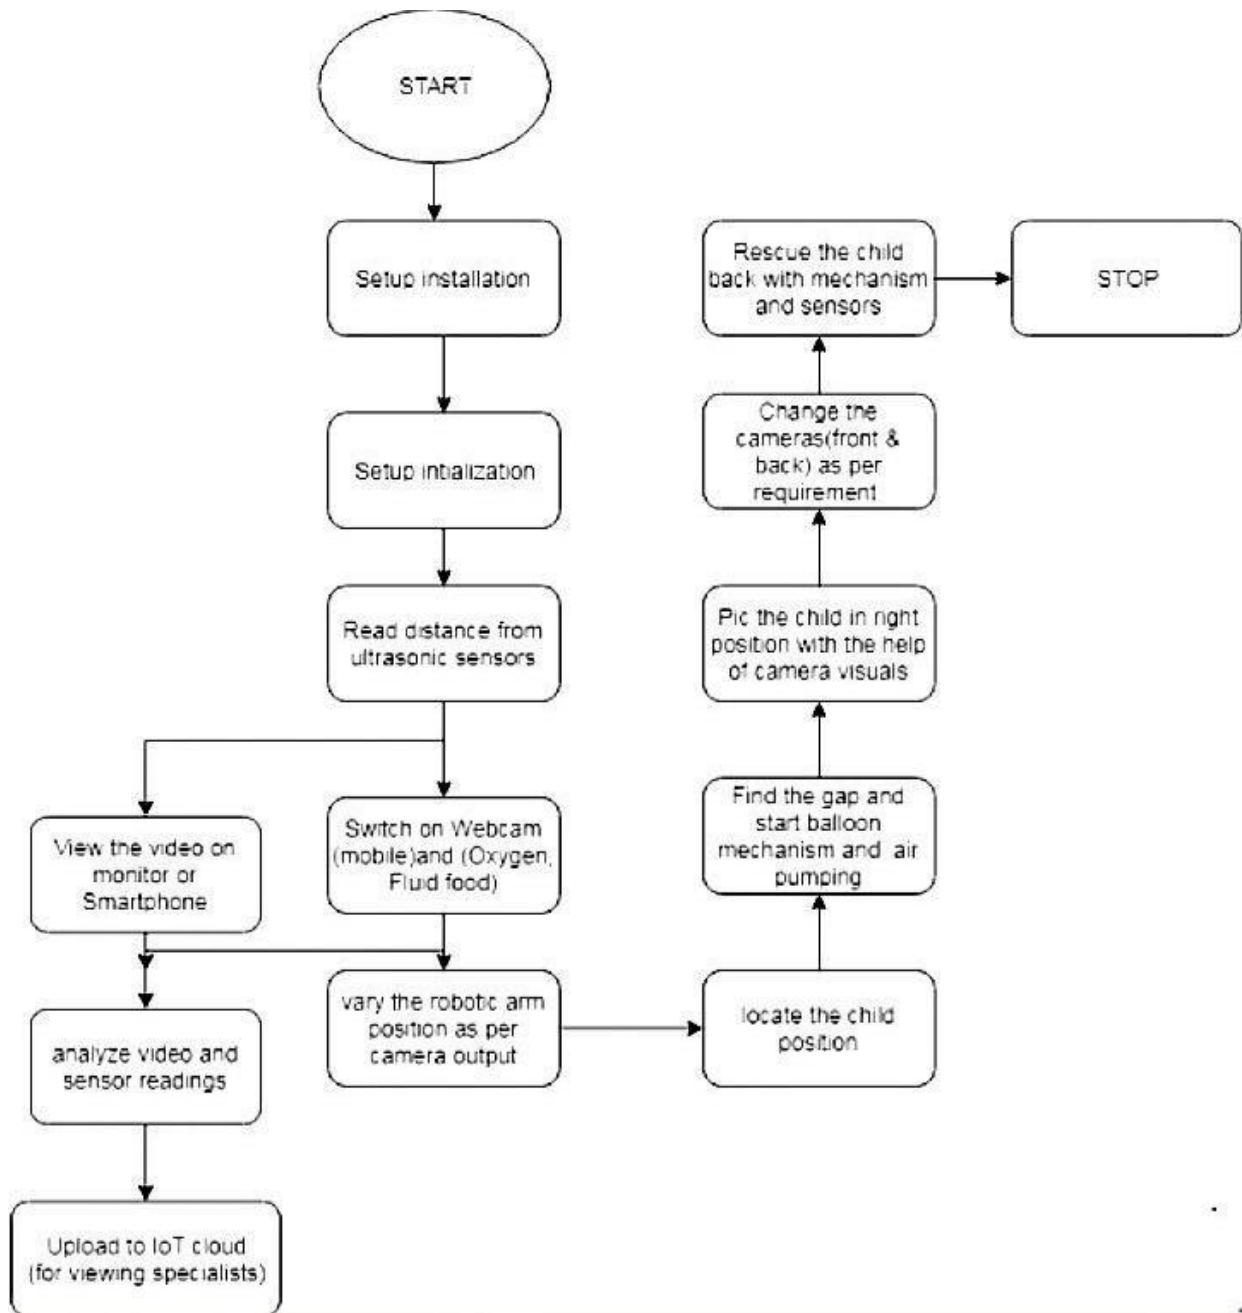 START
Setup installation
Setup intialization
Read distance from
ultrasonic sensors
View the video on
monitor or
Smartphone
Switch on Webcam
(mobile)and (Oxygen,
Fluid food)
analyze video and
sensor readings
vary the robotic arm
position as per
camera output
Upload to IoT cloud
(for viewing specialists)
locate the child
position
Find the gap and
start balloon
mechanism and air
pumping
Pic the child in right
position with the help
of camera visuals
Change the
cameras(front &
back) as per
requirement
Rescue the child
back with mechanism
and sensors
STOP